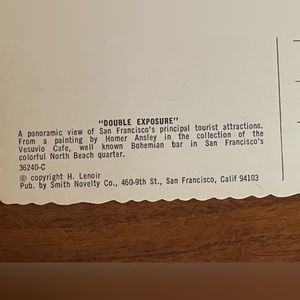 "DOUBLE EXPOSURE"
A panoramic view of San Francisco's principal tourist attractions.
From a painting by Homer Ansley in the collection of the
Vesuvio Cafe, well known Bohemian bar in San Francisco's
colorful North Beach quarter.
36240-C
© copyright H. Lenoir
Pub. by Smith Novelty Co., 460-9th St., San Francisco, Calif 94103